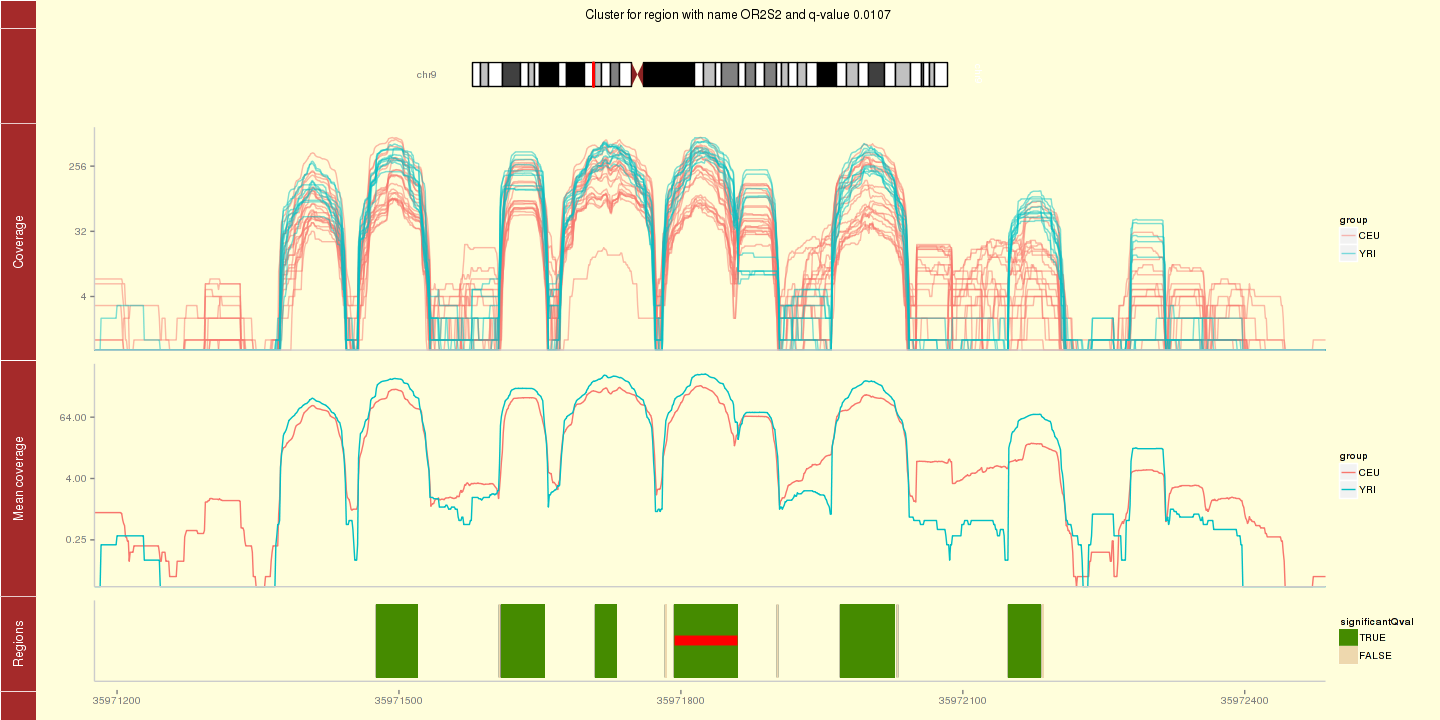 Cluster for region with name OR2S2 and q-value 0.0107
chr9
Coverage
256
32
4
group
CEU
YRI
Mean coverage
64.00
4.00
0.25
group
CEU
YRI
Regions
significantQval
TRUE
FALSE
35971200 35971500 35971800 35972100 35972400